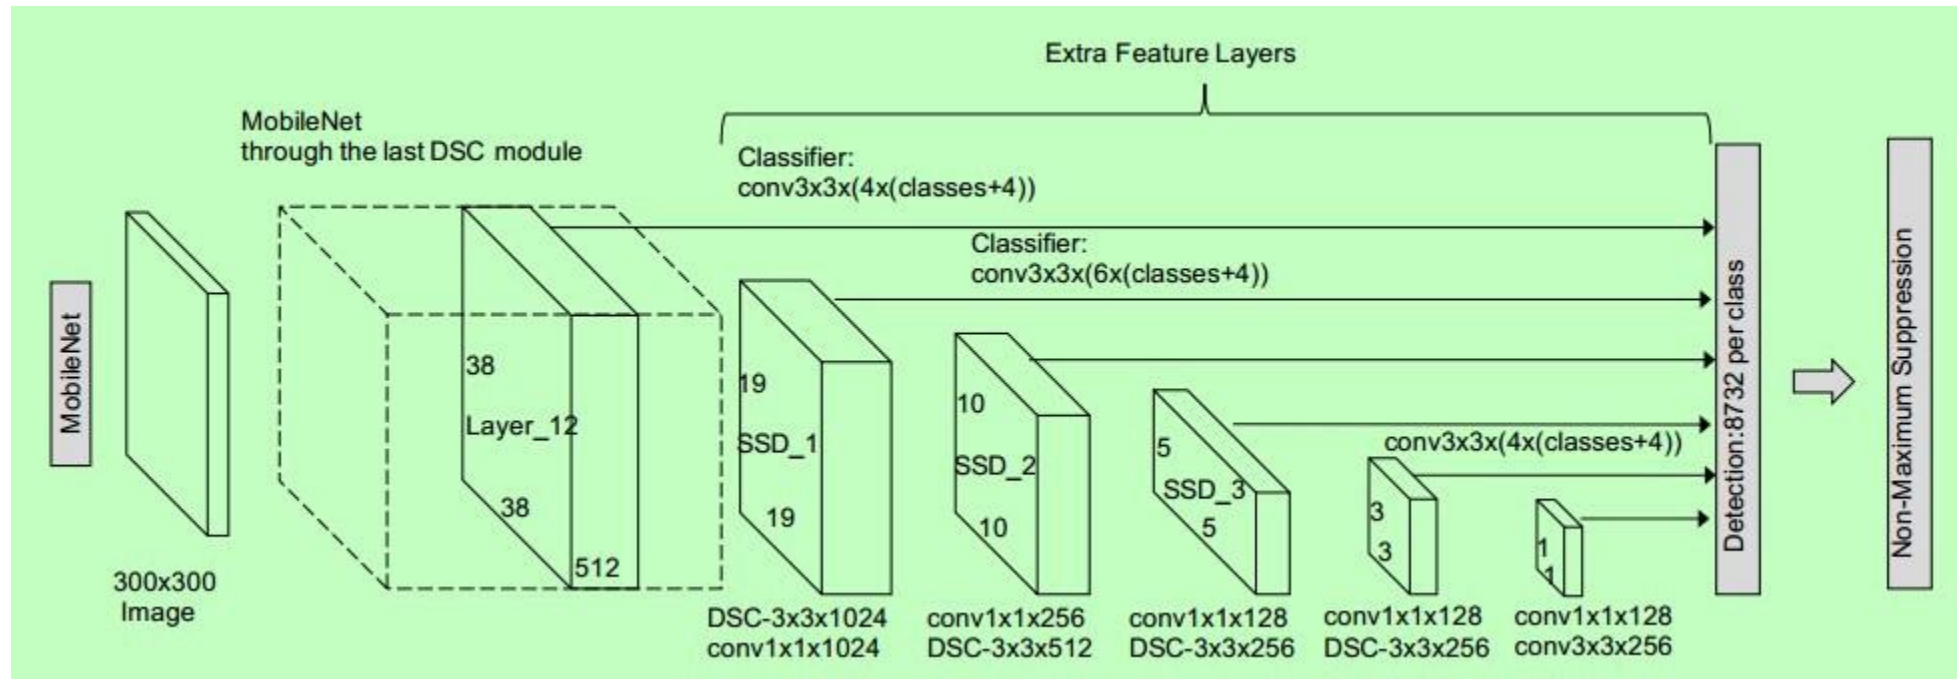 Extra Feature Layers
MobileNet
through the last DSC module
Classifier:
conv3x3x(4x(classes+4))
Classifier:
conv3x3x(6x(classes+4))
MobileNet
300x300
Image
38
Layer_12
38
512
19
SSD_1
19
10
SSD_2
10
5
SSD_3
5
conv3x3x(4x(classes+4))
3
3
1
1
DSC-3x3x1024
conv1x1x1024
conv1x1x256
DSC-3x3x512
conv1x1x128
DSC-3x3x256
conv1x1x128
DSC-3x3x256
conv1x1x128
conv3x3x256
Detection:8732 per class
Non-Maximum Suppression